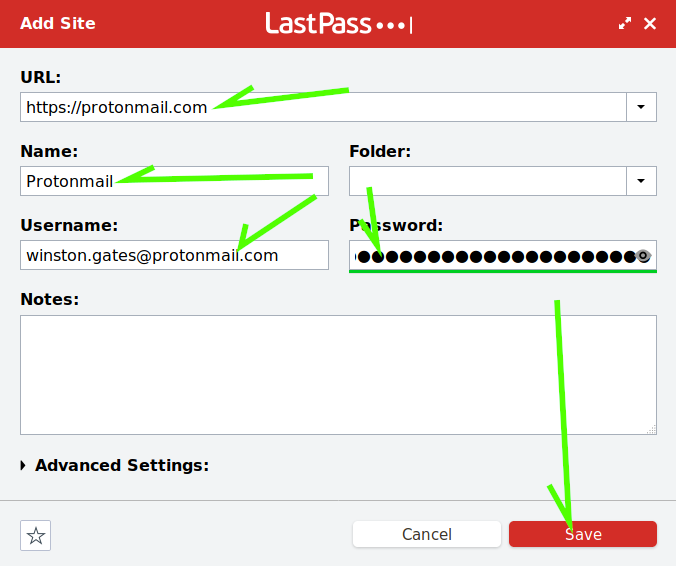 Add Site
LastPass •••|
URL:
https://protonmail.com
Name:
Folder:
Protonmail
Username:
Password:
winston.gates@protonmail.com
Notes:
Advanced Settings:
Cancel
Save